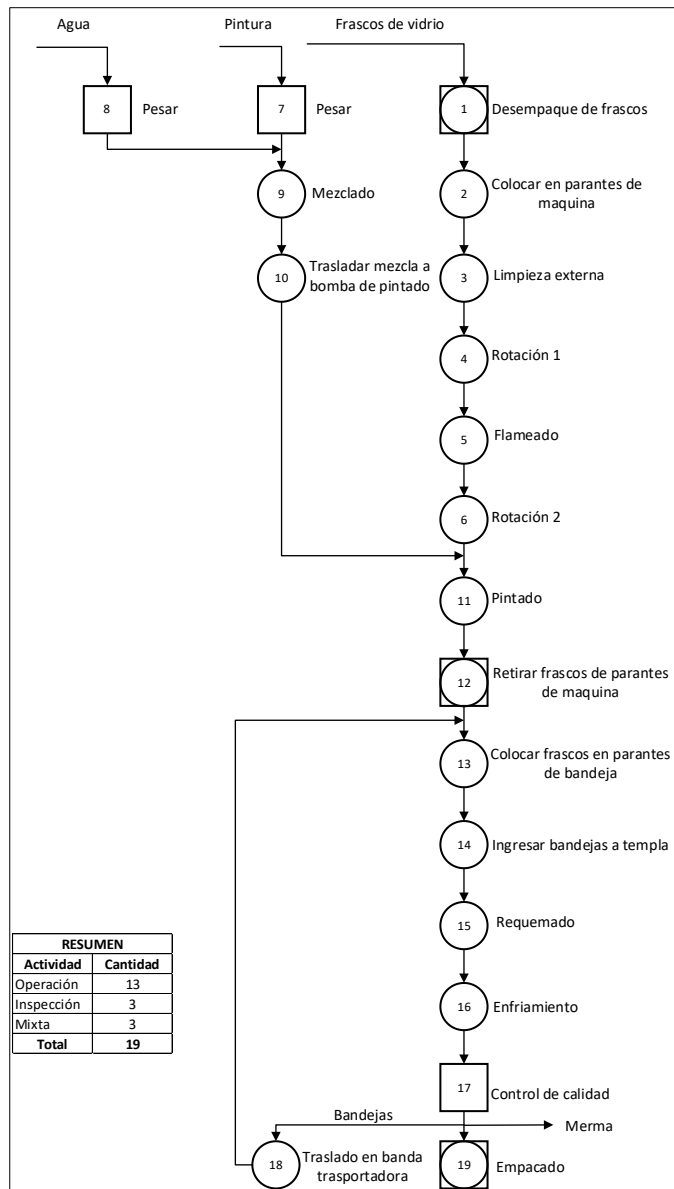 Agua
Pintura
Frascos de vidrio
8
Pesar
7
Pesar
1
Desempaque de frascos
9
Mezclado
2
Colocar en parantes de
maquina
10
Trasladar mezcla a
bomba de pintado
3
Limpieza externa
4
Rotación 1
5
Flameado
6
Rotación 2
11
Pintado
12
Retirar frascos de parantes
de maquina
13
Colocar frascos en parantes
de bandeja
14
Ingresar bandejas a templa
15
Requemado
16
Enfriamiento
17
Control de calidad
Bandejas
Merma
18
Traslado en banda
trasportadora
19
Empacado
RESUMEN
Actividad Cantidad
Operación 13
Inspección 3
Mixta 3
Total 19